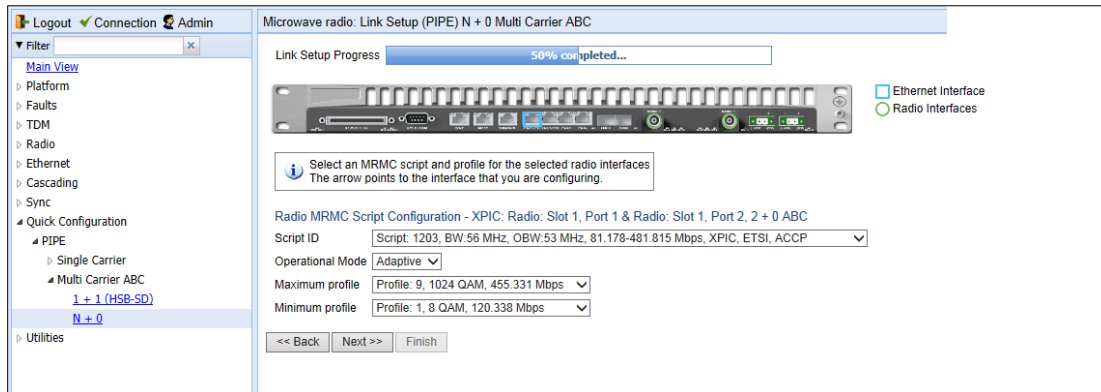 Logout Connection Admin
Microwave radio: Link Setup (PIPE) N + 0 Multi Carrier ABC
Filter
Main View
Platform
Faults
TDM
Radio
Ethernet
Cascading
Sync
Quick Configuration
PIPE
Single Carrier
Multi Carrier ABC
1 + 1 (HSB-SD)
N + 0
Utilities
Link Setup Progress
50% completed...
Ethernet Interface
Radio Interfaces
Select an MRMC script and profile for the selected radio interfaces
The arrow points to the interface that you are configuring.
Radio MRMC Script Configuration - XPIC: Radio: Slot 1, Port 1 & Radio: Slot 1, Port 2, 2 + 0 ABC
Script ID Script: 1203, BW:56 MHz, OBW:53 MHz, 81.178-481.815 Mbps, XPIC, ETSI, ACCP
Operational Mode Adaptive
Maximum profile Profile: 9, 1024 QAM, 455.331 Mbps
Minimum profile Profile: 1, 8 QAM, 120.338 Mbps
<< Back Next >> Finish